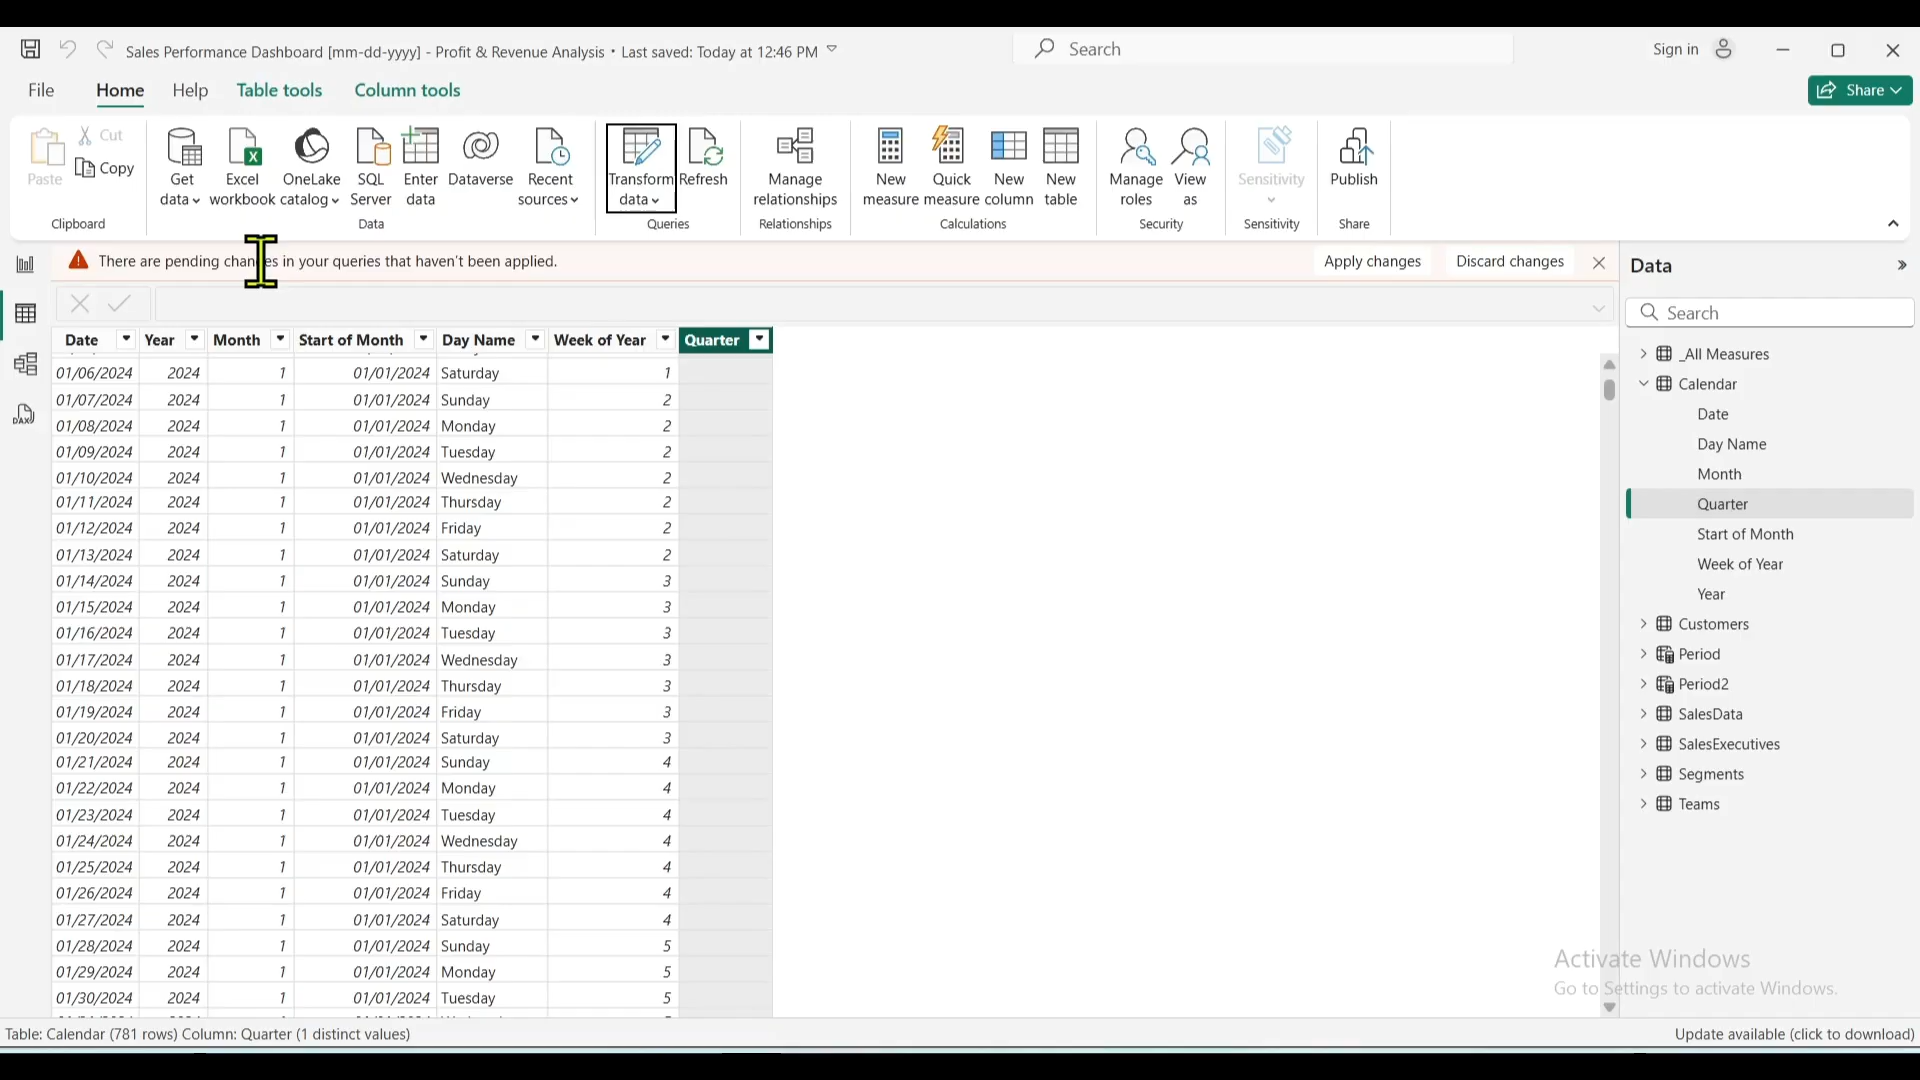 Sales Performance Dashboard [mm-dd-yyyy] - Profit & Revenue Analysis • Last saved: Today at 12:46 PM
Search
Sign in
File Home Help Table tools Column tools
Share
Paste
Cut
Copy
Clipboard
Get data
Excel workbook
OneLake catalog
SQL Server
Enter data
Dataverse
Recent sources
Data
Transform data
Refresh
Queries
Manage relationships
Relationships
New measure
Quick measure
New column
New table
Calculations
Manage roles
View as
Security
Sensitivity
Sensitivity
Publish
Share
There are pending changes in your queries that haven't been applied.
Apply changes
Discard changes
Date Year Month Start of Month Day Name Week of Year Quarter
01/06/2024 2024 1 01/01/2024 Saturday 1
01/07/2024 2024 1 01/01/2024 Sunday 2
01/08/2024 2024 1 01/01/2024 Monday 2
01/09/2024 2024 1 01/01/2024 Tuesday 2
01/10/2024 2024 1 01/01/2024 Wednesday 2
01/11/2024 2024 1 01/01/2024 Thursday 2
01/12/2024 2024 1 01/01/2024 Friday 2
01/13/2024 2024 1 01/01/2024 Saturday 2
01/14/2024 2024 1 01/01/2024 Sunday 3
01/15/2024 2024 1 01/01/2024 Monday 3
01/16/2024 2024 1 01/01/2024 Tuesday 3
01/17/2024 2024 1 01/01/2024 Wednesday 3
01/18/2024 2024 1 01/01/2024 Thursday 3
01/19/2024 2024 1 01/01/2024 Friday 3
01/20/2024 2024 1 01/01/2024 Saturday 3
01/21/2024 2024 1 01/01/2024 Sunday 4
01/22/2024 2024 1 01/01/2024 Monday 4
01/23/2024 2024 1 01/01/2024 Tuesday 4
01/24/2024 2024 1 01/01/2024 Wednesday 4
01/25/2024 2024 1 01/01/2024 Thursday 4
01/26/2024 2024 1 01/01/2024 Friday 4
01/27/2024 2024 1 01/01/2024 Saturday 4
01/28/2024 2024 1 01/01/2024 Sunday 5
01/29/2024 2024 1 01/01/2024 Monday 5
01/30/2024 2024 1 01/01/2024 Tuesday 5
DAX
Data
Search
_All Measures
Calendar
Date
Day Name
Month
Quarter
Start of Month
Week of Year
Year
Customers
Period
Period2
SalesData
SalesExecutives
Segments
Teams
Activate Windows
Go to Settings to activate Windows.
Table: Calendar (781 rows) Column: Quarter (1 distinct values)
Update available (click to download)